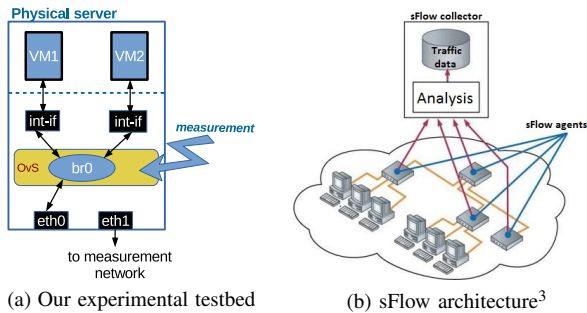 Physical server
VM1
VM2
int-if
int-if
measurement
OvS
br0
eth0
eth1
to measurement
network
(a) Our experimental testbed
sFlow collector
Traffic
data
Analysis
sFlow agents
(b) sFlow architecture3